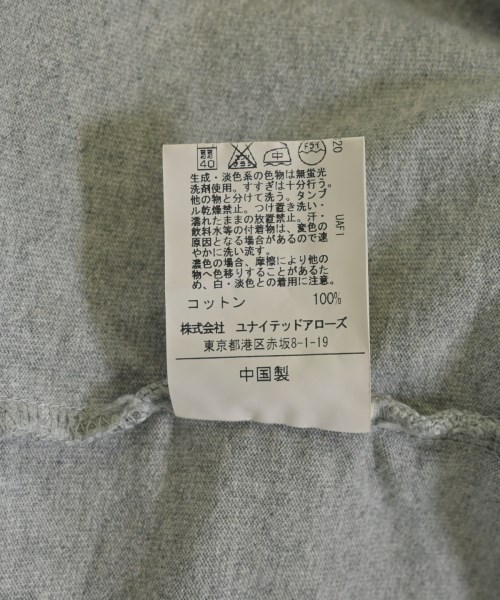 40 中 ドライ
220
UAF I
生成・淡色系の色物は無蛍光
洗剤使用。すすぎは十分行う。
他の物と分けて洗う。タンブ
ル乾燥禁止。つけ置き洗い・
濡れたままの放置禁止。汗・
飲料水等の付着物は、変色の
原因となる場合があるので速
やかに洗い流す。
濃色の場合、摩擦により他の
物へ色移りすることがあるた
め、白・淡色との着用に注意。
コットン 100%
株式会社 ユナイテッドアローズ
東京都港区赤坂8-1-19
中国製